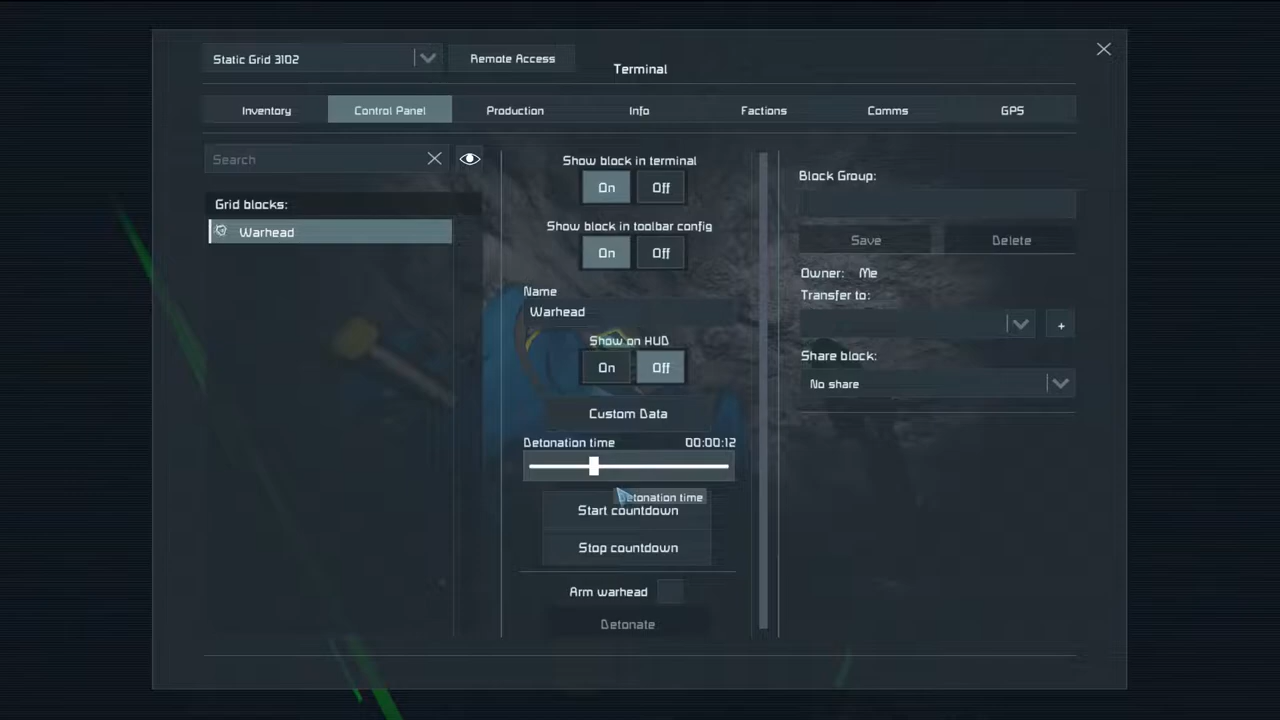 Static Grid 3102
Remote Access
Terminal
Inventory
Control Panel
Production
Info
Factions
Comms
GPS
Search
Grid blocks:
Warhead
Show block in terminal
On Off
Show block in toolbar config
On Off
Name
Warhead
Show on HUD
On Off
Custom Data
Detonation time 00:00:12
Detonation time
Start countdown
Stop countdown
Arm warhead
Detonate
Block Group:
Save Delete
Owner: Me
Transfer to:
+
Share block:
No share